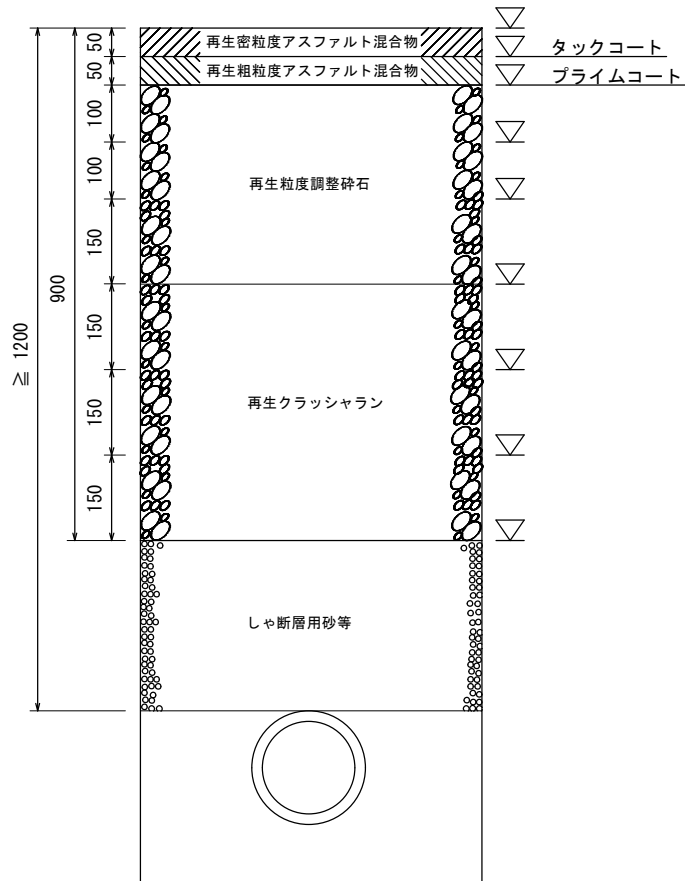 50
再生密粒度アスファルト混合物
タックコート
50
再生粗粒度アスファルト混合物
プライムコート
100
100
再生粒度調整砕石
150
900
≧ 1200
150
150
再生クラッシャラン
150
しゃ断層用砂等